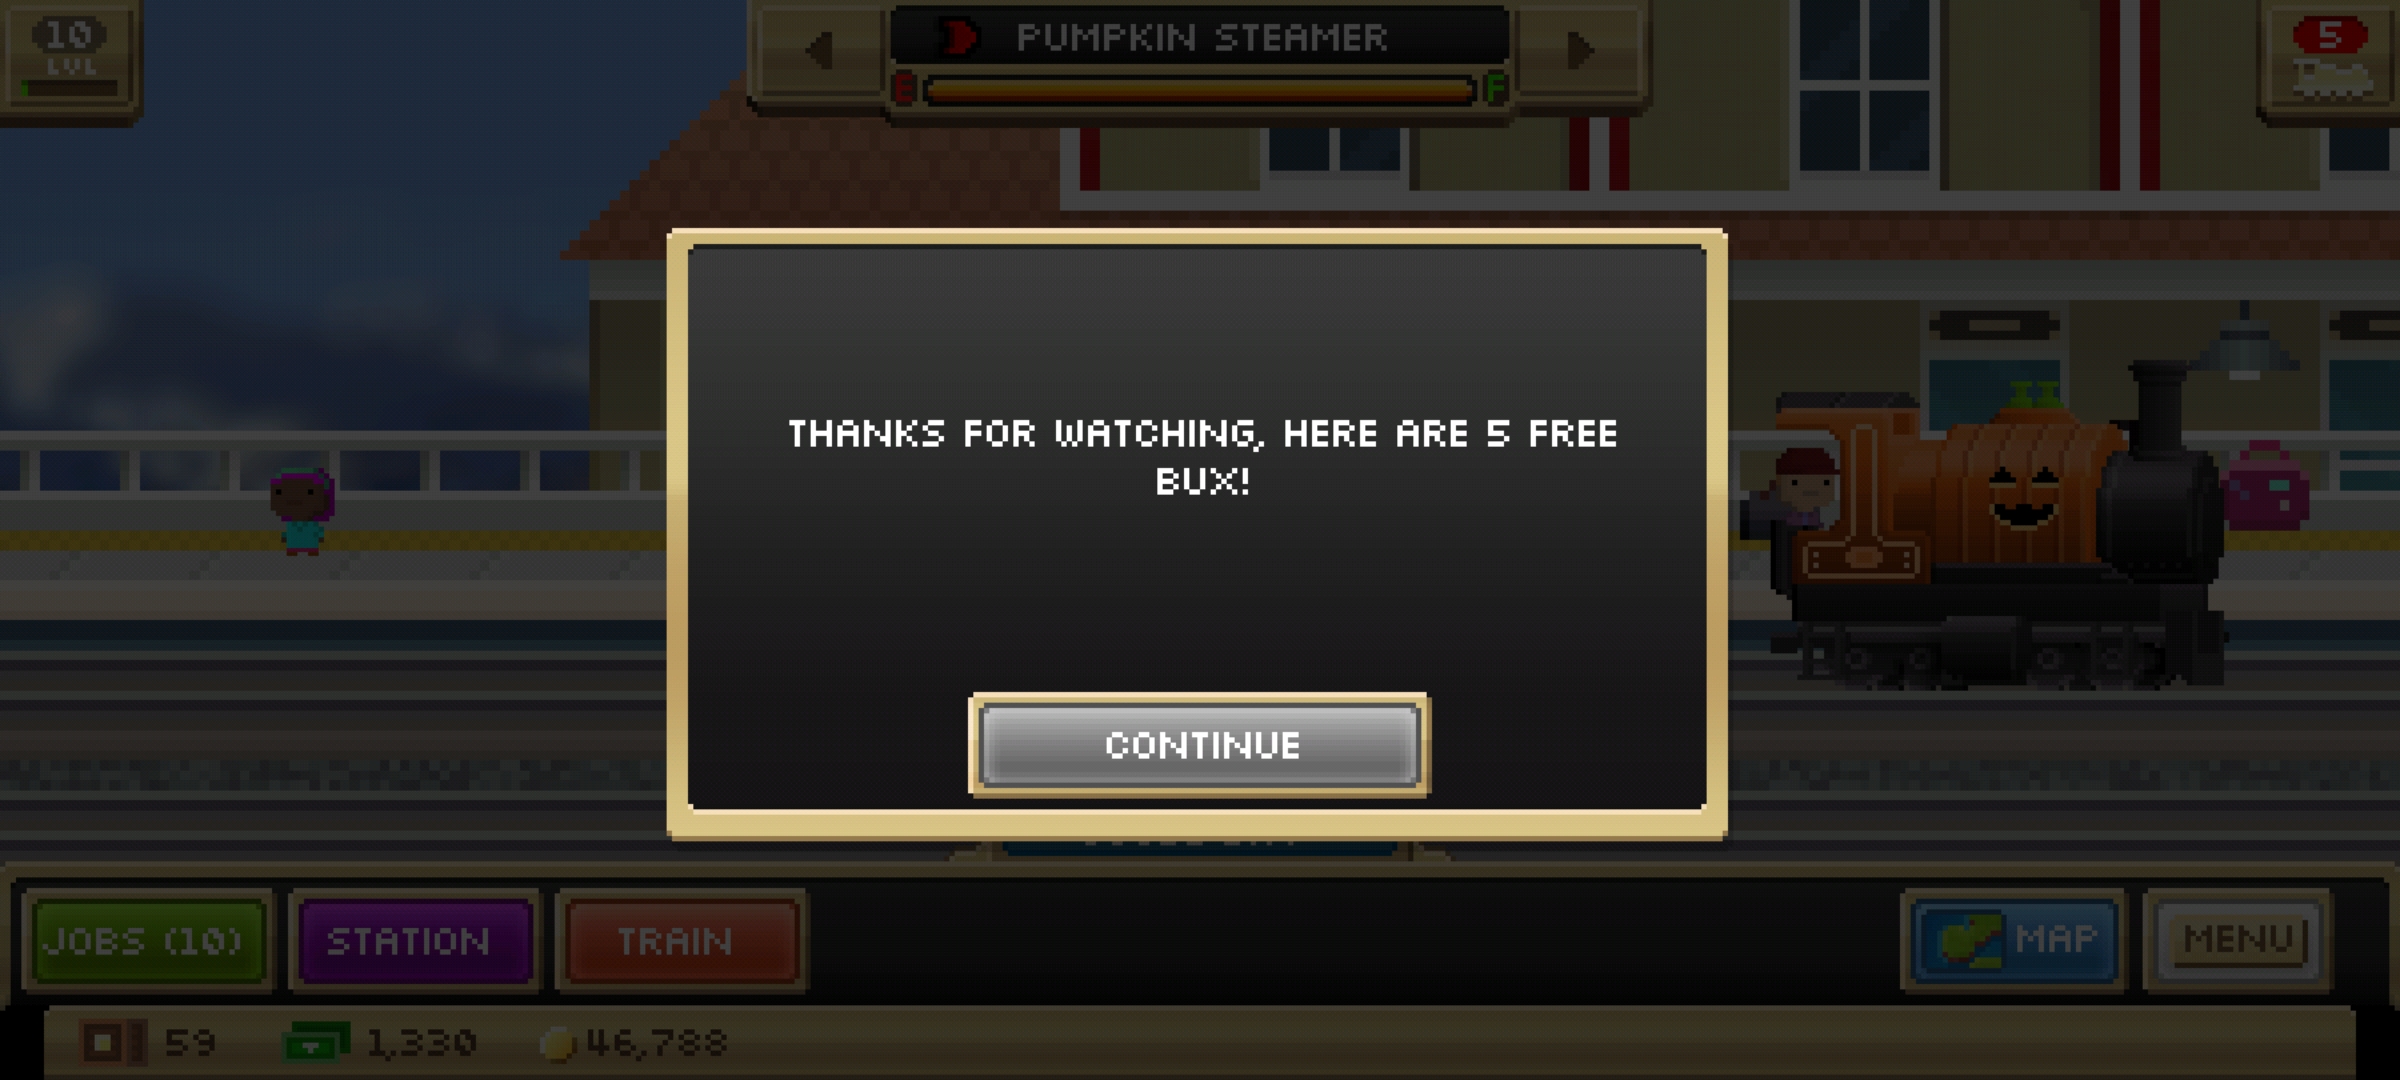 10
LVL
PUMPKIN STEAMER
E
F
5
THANKS FOR WATCHING, HERE ARE 5 FREE
BUX!
CONTINUE
JOBS (10)
STATION
TRAIN
MAP
MENU
59
1,330
46,788